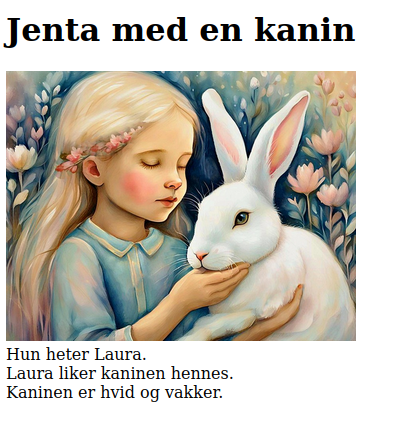 Jenta med en kanin
Hun heter Laura.
Laura liker kaninen hennes.
Kaninen er hvid og vakker.